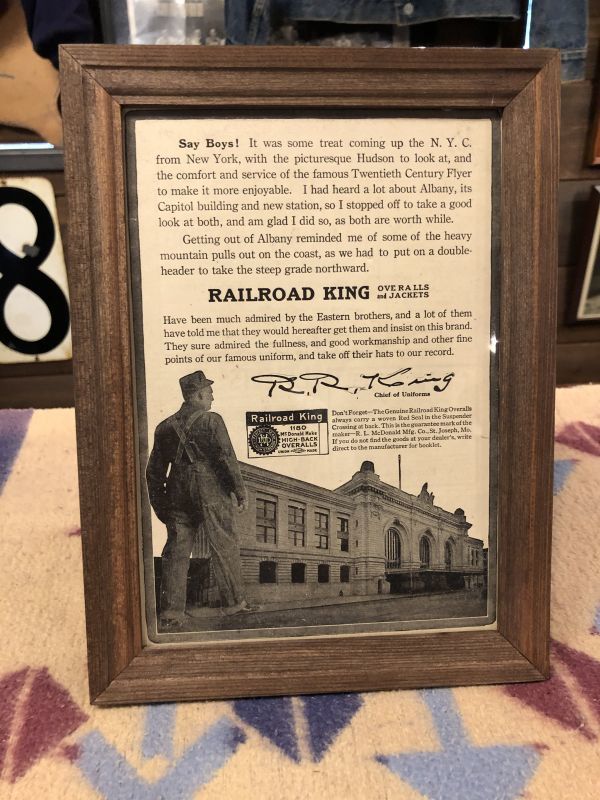 Say Boys! It was some treat coming up the N. Y. C.
from New York, with the picturesque Hudson to look at, and
the comfort and service of the famous Twentieth Century Flyer
to make it more enjoyable. I had heard a lot about Albany, its
Capitol building and new station, so I stopped off to take a good
look at both, and am glad I did so, as both are worth while.
Getting out of Albany reminded me of some of the heavy
mountain pulls out on the coast, as we had to put on a double-
header to take the steep grade northward.
RAILROAD KING OVERALLS and JACKETS
Have been much admired by the Eastern brothers, and a lot of them
have told me that they would hereafter get them and insist on this brand.
They sure admired the fullness, and good workmanship and other fine
points of our famous uniform, and take off their hats to our record.
R. R. King
Chief of Uniforms
Railroad King
1180
McDonald Make
HIGH-BACK
OVERALLS
UNION MADE
Don't Forget—The Genuine Railroad King Overalls
always carry a woven Red Seal in the Suspender
Crossing at back. This is the guarantee mark of the
maker—R. L. McDonald Mfg. Co., St. Joseph, Mo.
If you do not find the goods at your dealer's, write
direct to the manufacturer for booklet.
8